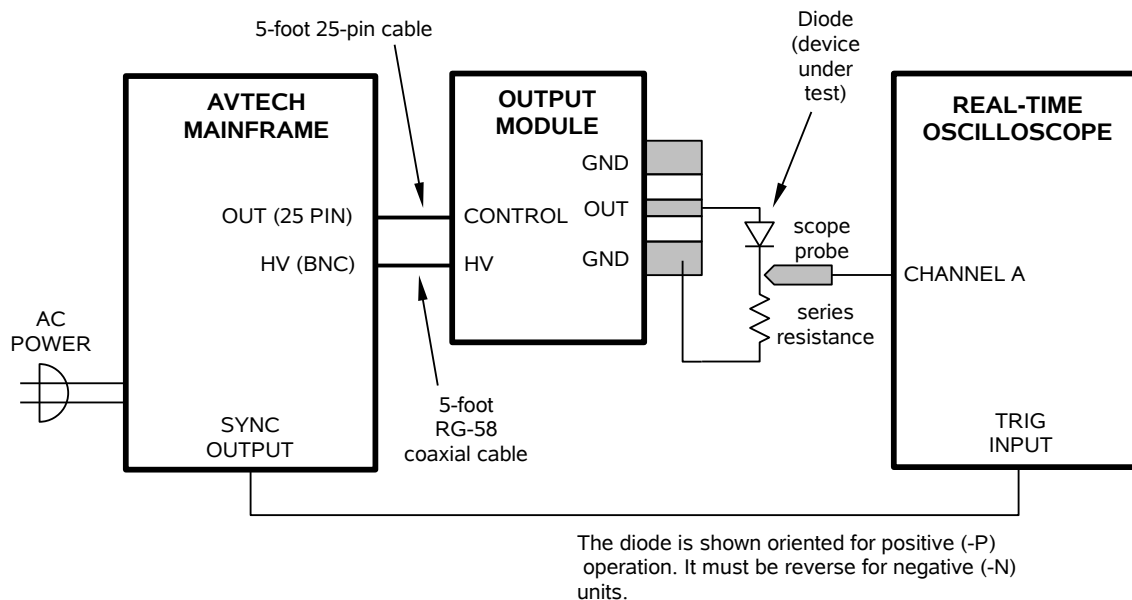 5-foot 25-pin cable
Diode
(device
under
test)
AVTECH
MAINFRAME
OUTPUT
MODULE
REAL-TIME
OSCILLOSCOPE
GND
OUT (25 PIN)
CONTROL
OUT
HV (BNC)
HV
GND
scope
probe
CHANNEL A
series
resistance
AC
POWER
5-foot
RG-58
coaxial cable
SYNC
OUTPUT
TRIG
INPUT
The diode is shown oriented for positive (-P)
operation. It must be reverse for negative (-N)
units.